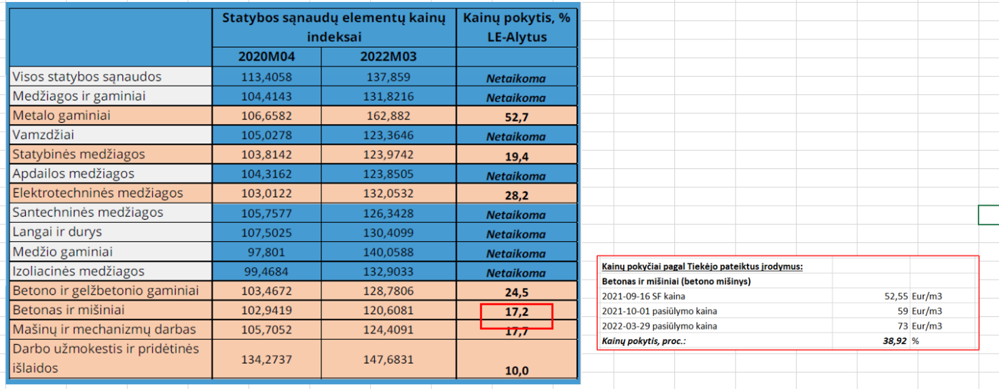 Statybos sąnaudų elementų kainų indeksai Kainų pokytis, % LE-Alytus
2020M04 2022M03
Visos statybos sąnaudos 113,4058 137,859 Netaikoma
Medžiagos ir gaminiai 104,4143 131,8216 Netaikoma
Metalo gaminiai 106,6582 162,882 52,7
Vamzdžiai 105,0278 123,3646 Netaikoma
Statybinės medžiagos 103,8142 123,9742 19,4
Apdailos medžiagos 104,3162 123,8505 Netaikoma
Elektrotechninės medžiagos 103,0122 132,0532 28,2
Santechninės medžiagos 105,7577 126,3428 Netaikoma
Langai ir durys 107,5025 130,4099 Netaikoma
Medžio gaminiai 97,801 140,0588 Netaikoma
Izoliacinės medžiagos 99,4684 132,9033 Netaikoma
Betono ir gelžbetonio gaminiai 103,4672 128,7806 24,5
Betonas ir mišiniai 102,9419 120,6081 17,2
Mašinų ir mechanizmų darbas 105,7052 124,4091 17,7
Darbo užmokestis ir pridėtinės išlaidos 134,2737 147,6831 10,0
Kainų pokyčiai pagal Tiekėjo pateiktus įrodymus:
Betonas ir mišiniai (betono mišinys)
2021-09-16 SF kaina 52,55 Eur/m3
2021-10-01 pasiūlymo kaina 59 Eur/m3
2022-03-29 pasiūlymo kaina 73 Eur/m3
Kainų pokytis, proc.: 38,92 %